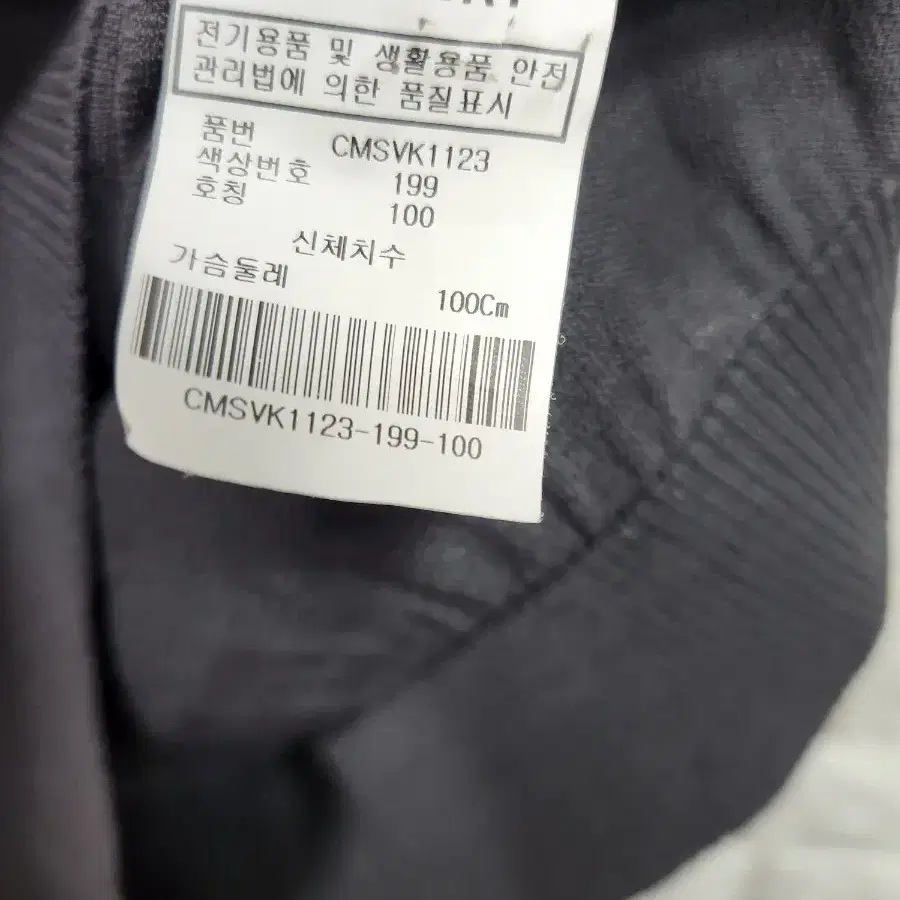 전기용품 및 생활용품 안전
관리법에 의한 품질표시
품번 CMSVK1123
색상번호 199
호칭 100
신체치수
가슴둘레 100Cm
CMSVK1123-199-100